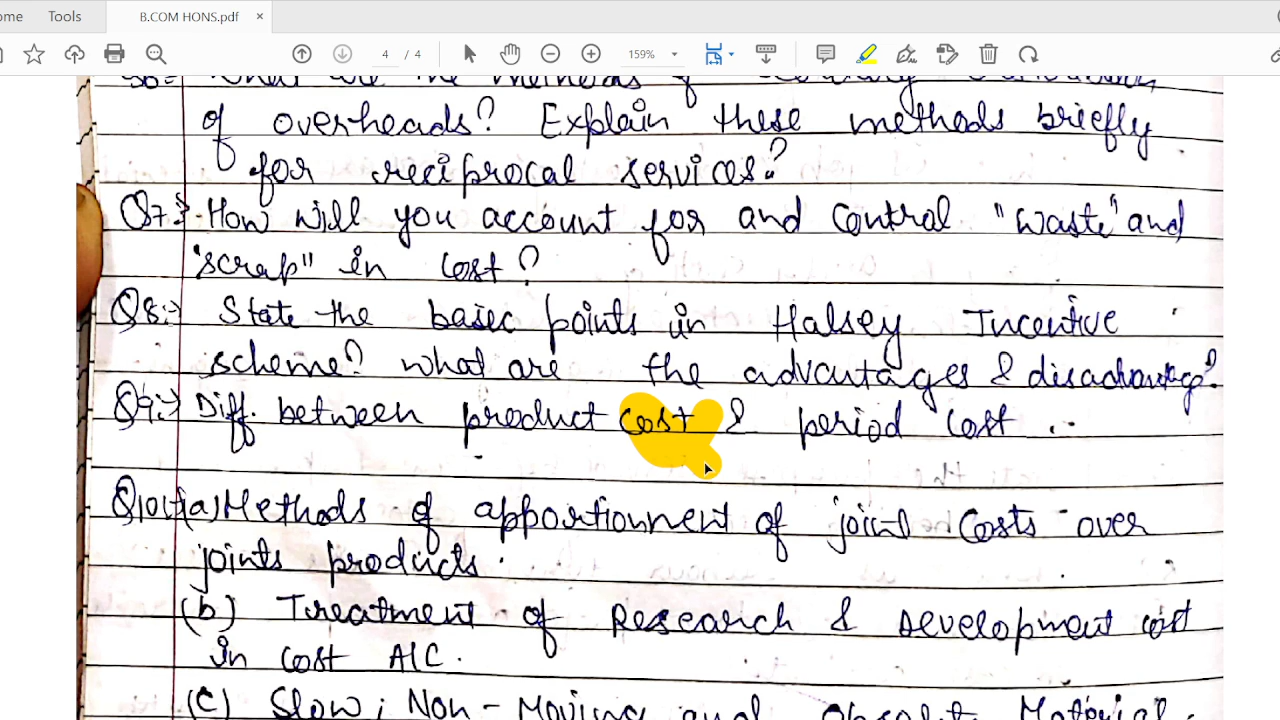 ome Tools B.COM HONS.pdf ×
4 / 4 159%
of overheads? Explain these methods briefly
for reciprocal services?
Q7:- How will you account for and control "waste" and
"scrap" in cost?
Q8:- State the basic points in Halsey Incentive
scheme? what are the advantages & disadvantage?
Q9:- Diff. between product cost & period cost ..
Q10:-(a) Methods of apportionment of joint costs over
joints products.
(b) Treatment of Research & Development cost
in cost A/C.
(c) Slow; Non-Moving and Material.